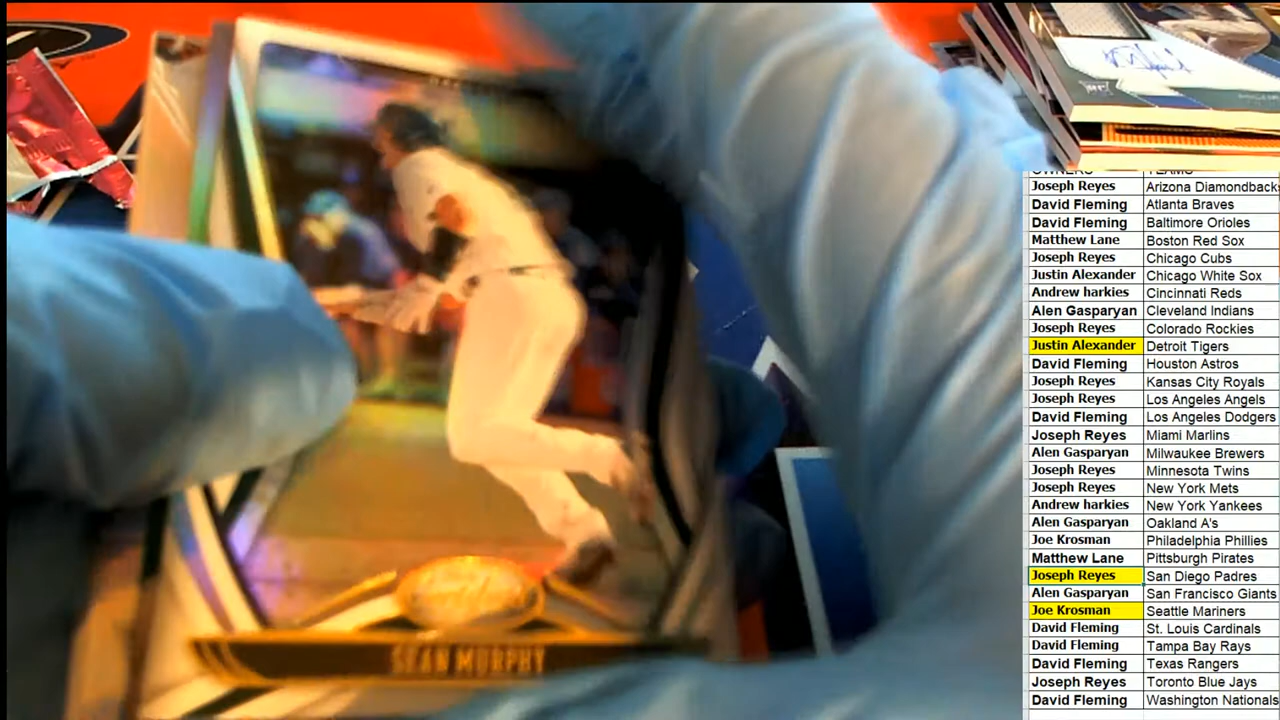 SEAN MURPHY
OWNERS TEAMS
Joseph Reyes Arizona Diamondbacks
David Fleming Atlanta Braves
David Fleming Baltimore Orioles
Matthew Lane Boston Red Sox
Joseph Reyes Chicago Cubs
Justin Alexander Chicago White Sox
Andrew harkies Cincinnati Reds
Alen Gasparyan Cleveland Indians
Joseph Reyes Colorado Rockies
Justin Alexander Detroit Tigers
David Fleming Houston Astros
Joseph Reyes Kansas City Royals
Joseph Reyes Los Angeles Angels
David Fleming Los Angeles Dodgers
Joseph Reyes Miami Marlins
Alen Gasparyan Milwaukee Brewers
Joseph Reyes Minnesota Twins
Joseph Reyes New York Mets
Andrew harkies New York Yankees
Alen Gasparyan Oakland A's
Joe Krosman Philadelphia Phillies
Matthew Lane Pittsburgh Pirates
Joseph Reyes San Diego Padres
Alen Gasparyan San Francisco Giants
Joe Krosman Seattle Mariners
David Fleming St. Louis Cardinals
David Fleming Tampa Bay Rays
David Fleming Texas Rangers
Joseph Reyes Toronto Blue Jays
David Fleming Washington Nationals